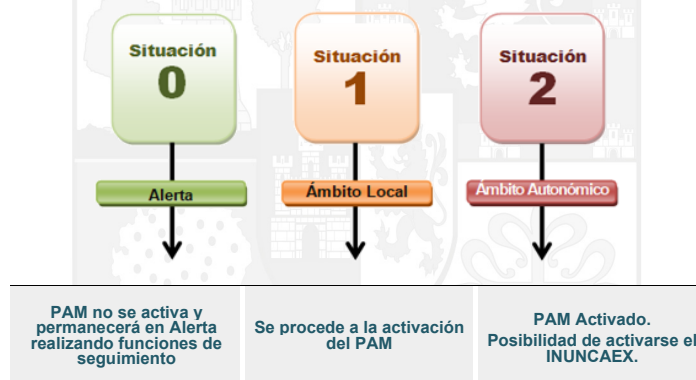 Situación
0
Situación
1
Situación
2
Alerta
Ámbito Local
Ámbito Autonómico
PAM no se activa y
permanecerá en Alerta
realizando funciones de
seguimiento
Se procede a la activación
del PAM
PAM Activado.
Posibilidad de activarse el
INUNCAEX.